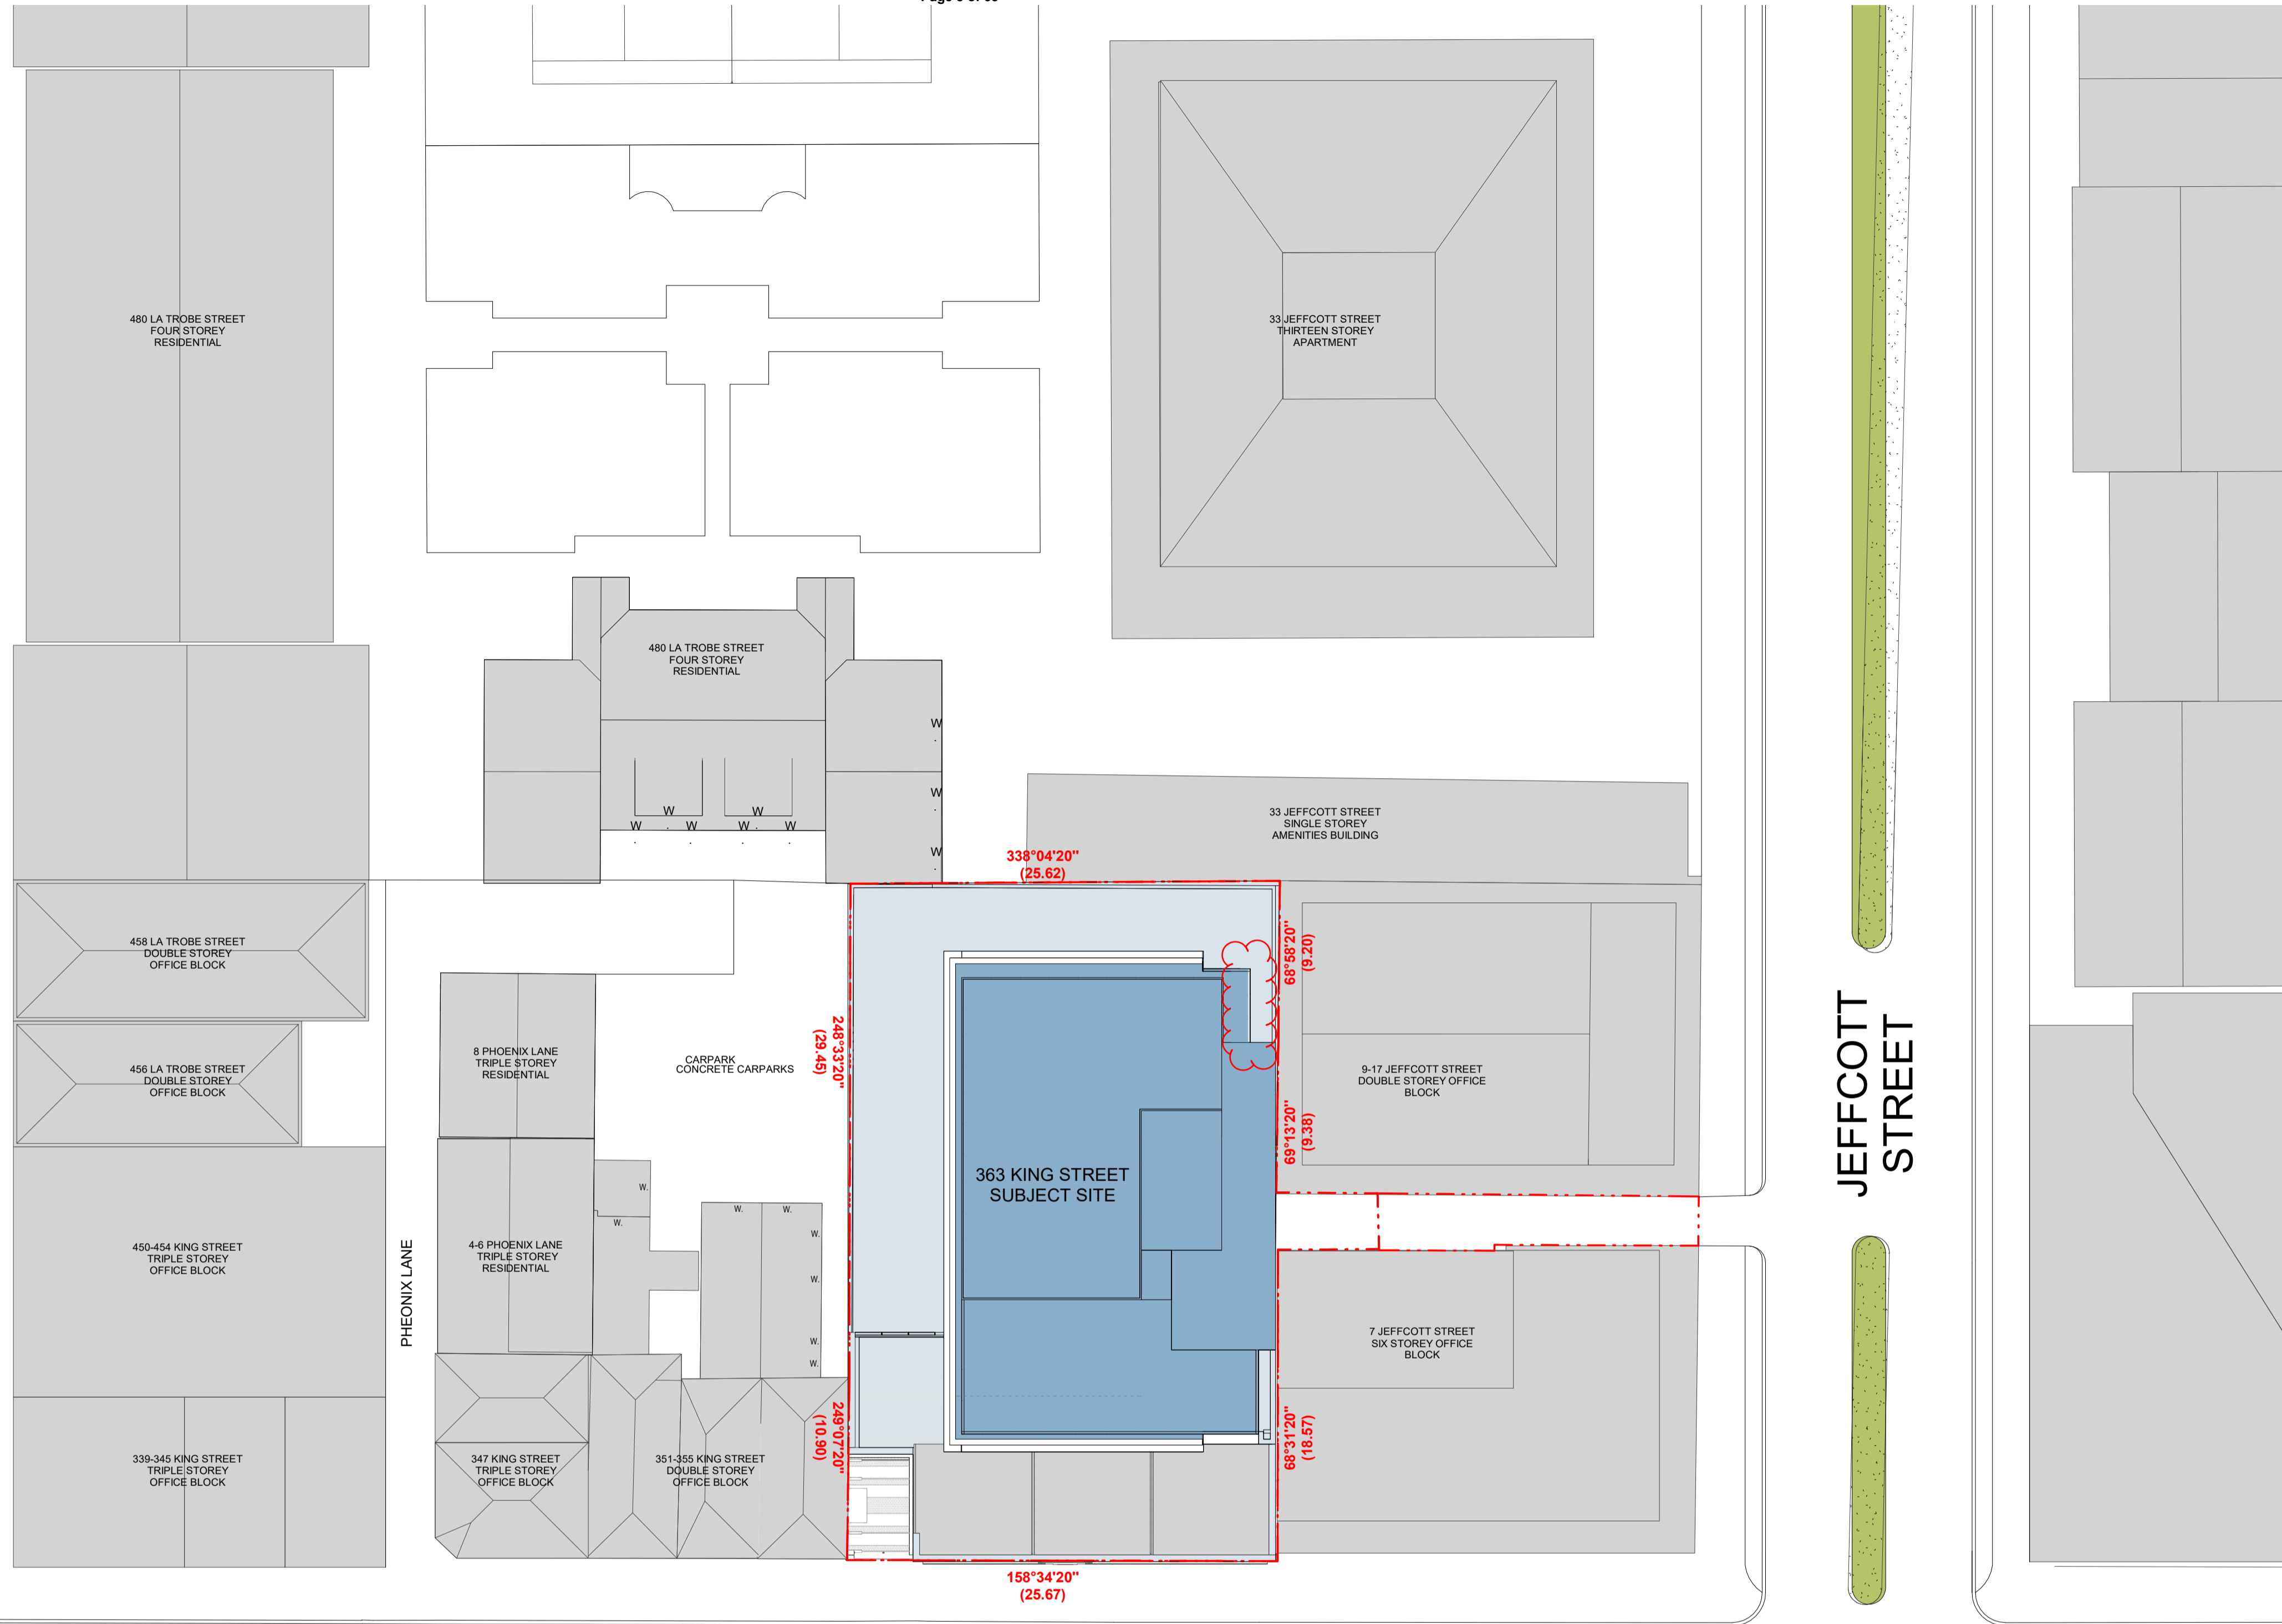 480 LA TROBE STREET
FOUR STOREY
RESIDENTIAL
33 JEFFCOTT STREET
THIRTEEN STOREY
APARTMENT
480 LA TROBE STREET
FOUR STOREY
RESIDENTIAL
W
.
W
.
W
.
W
W
W
.
W
W .
W
.
.
.
.
33 JEFFCOTT STREET
SINGLE STOREY
AMENITIES BUILDING
338°04'20"
(25.62)
458 LA TROBE STREET
DOUBLE STOREY
OFFICE BLOCK
68°58'20"
(9.20)
456 LA TROBE STREET
DOUBLE STOREY
OFFICE BLOCK
8 PHOENIX LANE
TRIPLE STOREY
RESIDENTIAL
CARPARK
CONCRETE CARPARKS
248°33'20"
(29.45)
9-17 JEFFCOTT STREET
DOUBLE STOREY OFFICE
BLOCK
JEFFCOTT
STREET
69°13'20"
(9.38)
363 KING STREET
SUBJECT SITE
450-454 KING STREET
TRIPLE STOREY
OFFICE BLOCK
PHEONIX LANE
4-6 PHOENIX LANE
TRIPLE STOREY
RESIDENTIAL
W.
W.
W.
W.
W.
W.
W.
W.
7 JEFFCOTT STREET
SIX STOREY OFFICE
BLOCK
339-345 KING STREET
TRIPLE STOREY
OFFICE BLOCK
347 KING STREET
TRIPLE STOREY
OFFICE BLOCK
351-355 KING STREET
DOUBLE STOREY
OFFICE BLOCK
249°07'20"
(10.90)
68°31'20"
(18.57)
158°34'20"
(25.67)